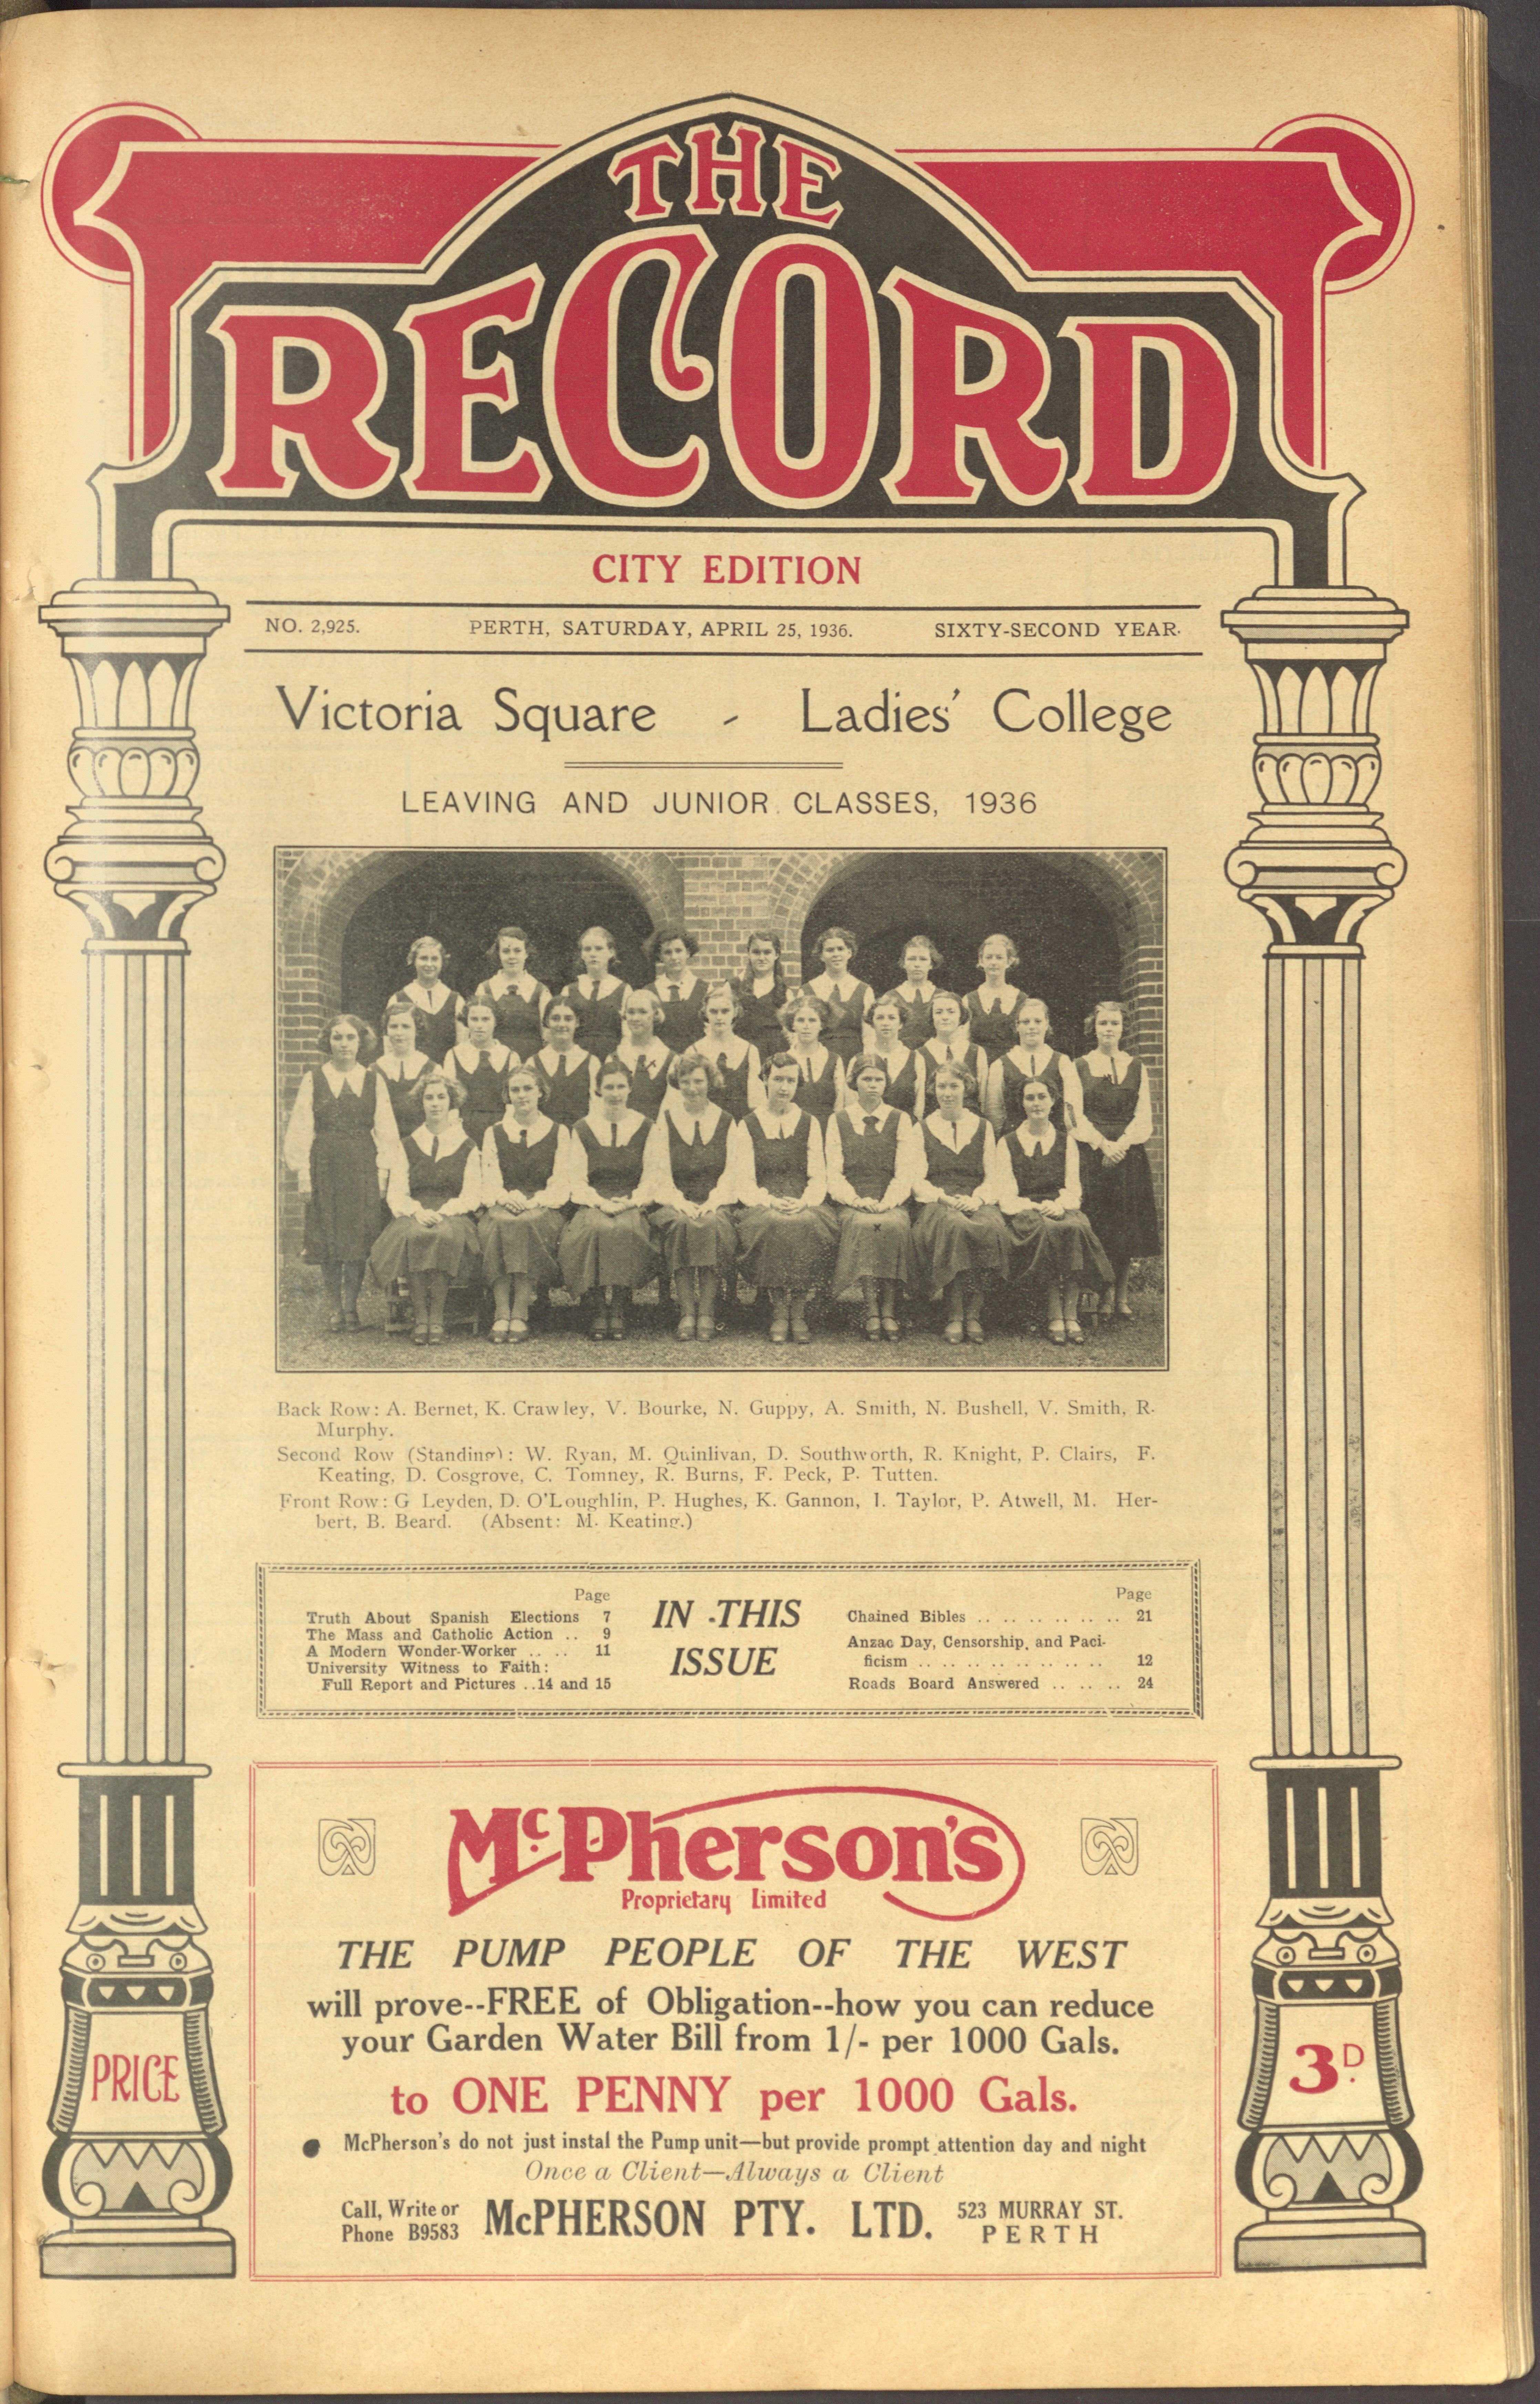 THE
RECORD
CITY EDITION
NO. 2,925. PERTH, SATURDAY, APRIL 25, 1936. SIXTY-SECOND YEAR.
Victoria Square - Ladies' College
LEAVING AND JUNIOR CLASSES, 1936
Back Row: A. Bernet, K. Crawley, V. Bourke, N. Guppy, A. Smith, N. Bushell, V. Smith, R.
Murphy.
Second Row (Standing): W. Ryan, M. Quinlivan, D. Southworth, R. Knight, P. Clairs, F.
Keating, D. Cosgrove, C. Tomney, R. Burns, F. Peck, P. Tutten.
Front Row: G Leyden, D. O'Loughlin, P. Hughes, K. Gannon, I. Taylor, P. Atwell, M. Her-
bert, B. Beard. (Absent: M. Keating.)
Page
Truth About Spanish Elections 7
The Mass and Catholic Action .. 9
A Modern Wonder-Worker .. .. 11
University Witness to Faith:
Full Report and Pictures ..14 and 15
IN THIS
ISSUE
Page
Chained Bibles .. .. .. .. .. .. .. 21
Anzac Day, Censorship, and Paci-
ficism .. .. .. .. .. .. .. .. .. .. 12
Roads Board Answered .. .. .. 24
McPherson's
Proprietary Limited
THE PUMP PEOPLE OF THE WEST
will prove--FREE of Obligation--how you can reduce
your Garden Water Bill from 1/- per 1000 Gals.
to ONE PENNY per 1000 Gals.
McPherson's do not just instal the Pump unit—but provide prompt attention day and night
Once a Client—Always a Client
Call, Write or
Phone B9583
McPHERSON PTY. LTD.
523 MURRAY ST.
PERTH
PRICE
3D.